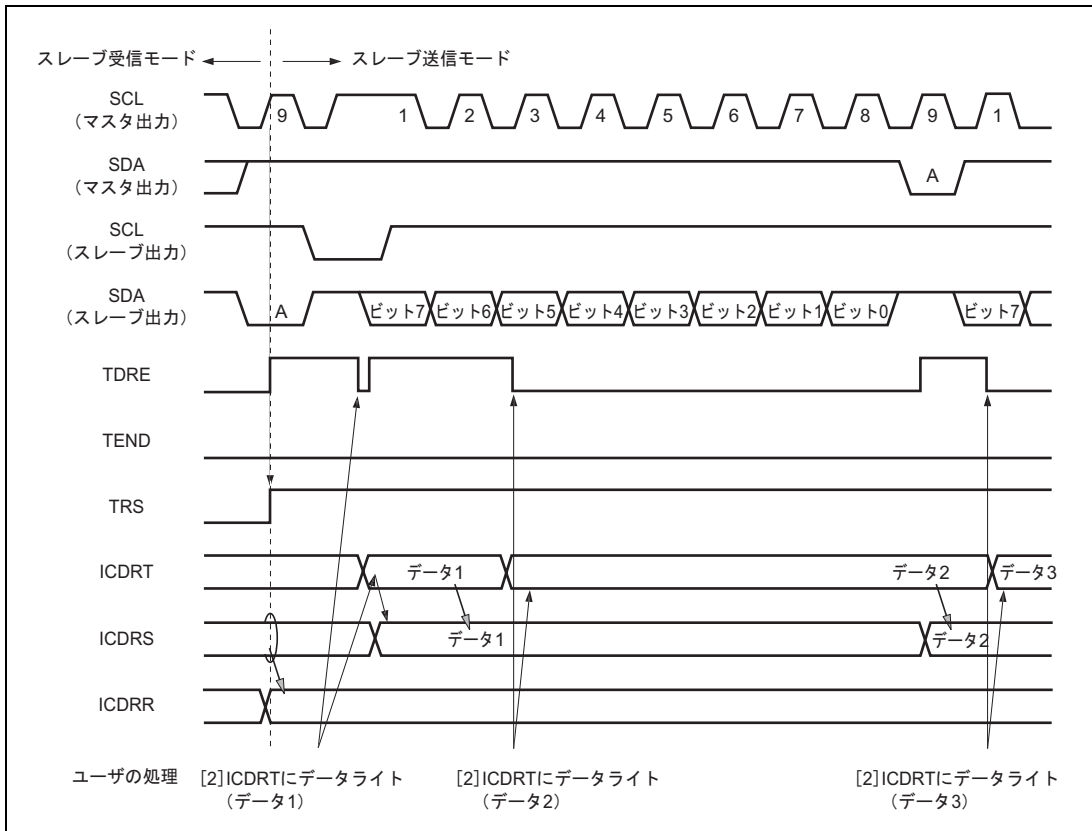 スレーブ受信モード スレーブ送信モード
SCL
(マスタ出力)
9 1 2 3 4 5 6 7 8 9 1
SDA
(マスタ出力)
A
SCL
(スレーブ出力)
SDA
(スレーブ出力)
A ビット7 ビット6 ビット5 ビット4 ビット3 ビット2 ビット1 ビット0 ビット7
TDRE
TEND
TRS
ICDRT
データ1 データ2 データ3
ICDRS
データ1 データ2
ICDRR
ユーザの処理
[2]ICDRTにデータライト
(データ1)
[2]ICDRTにデータライト
(データ2)
[2]ICDRTにデータライト
(データ3)